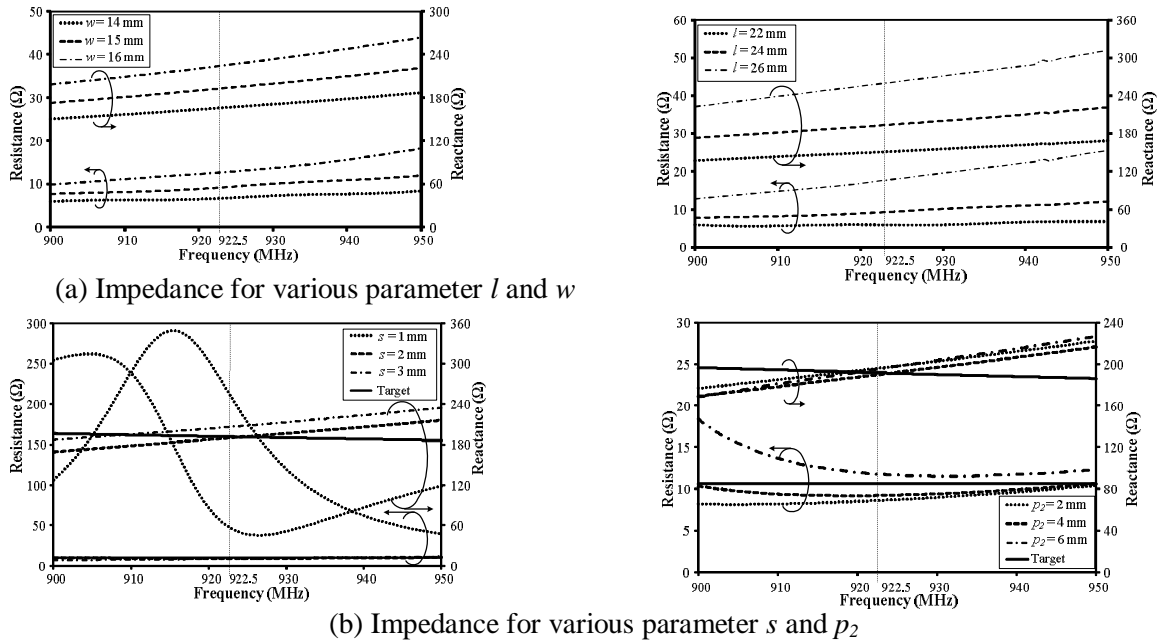 50
40
30
20
10
0
Resistance (Ω)
w = 14 mm
w = 15 mm
w = 16 mm
300
240
180
120
60
0
Reactance (Ω)
900 910 920 922.5 930 940 950
Frequency (MHz)
60
50
40
30
20
10
0
Resistance (Ω)
l = 22 mm
l = 24 mm
l = 26 mm
360
300
240
180
120
60
0
Reactance (Ω)
900 910 920 922.5 930 940 950
Frequency (MHz)
(a) Impedance for various parameter l and w
300
250
200
150
100
50
0
Resistance (Ω)
s = 1 mm
s = 2 mm
s = 3 mm
Target
360
300
240
180
120
60
0
Reactance (Ω)
900 910 920 922.5 930 940 950
Frequency (MHz)
30
25
20
15
10
5
0
Resistance (Ω)
p2 = 2 mm
p2 = 4 mm
p2 = 6 mm
Target
240
200
160
120
80
40
0
Reactance (Ω)
900 910 920 922.5 930 940 950
Frequency (MHz)
(b) Impedance for various parameter s and p2